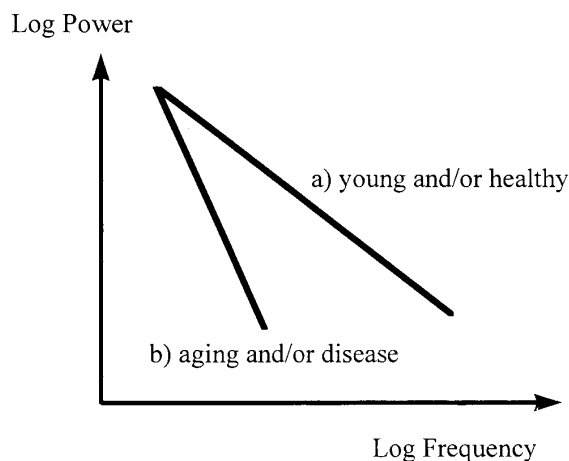 Log Power
a) young and/or healthy
b) aging and/or disease
Log Frequency